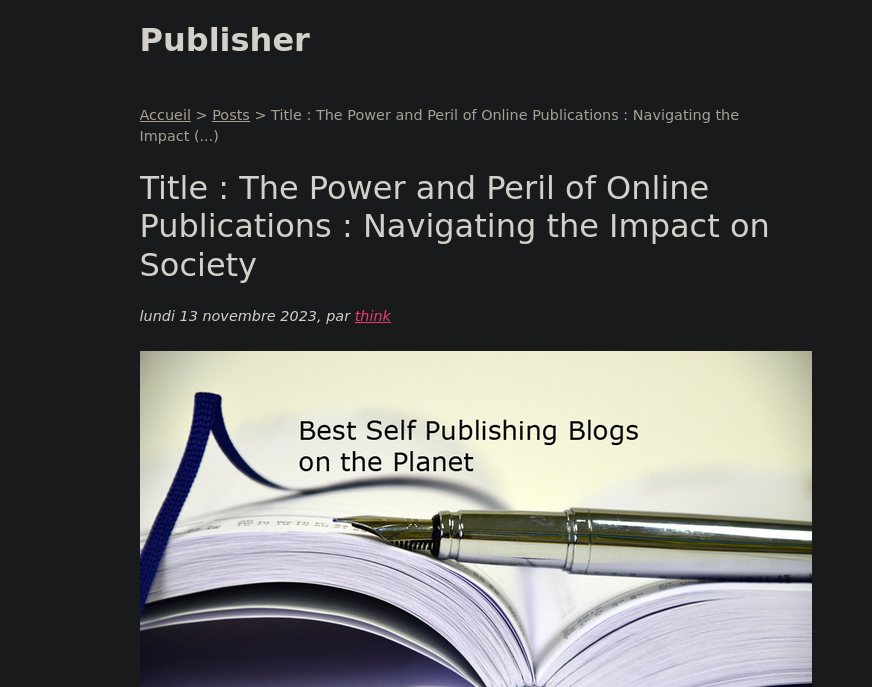 Publisher
Accueil > Posts > Title : The Power and Peril of Online Publications : Navigating the
Impact (...)
Title : The Power and Peril of Online
Publications : Navigating the Impact on
Society
lundi 13 novembre 2023, par think
Best Self Publishing Blogs
on the Planet